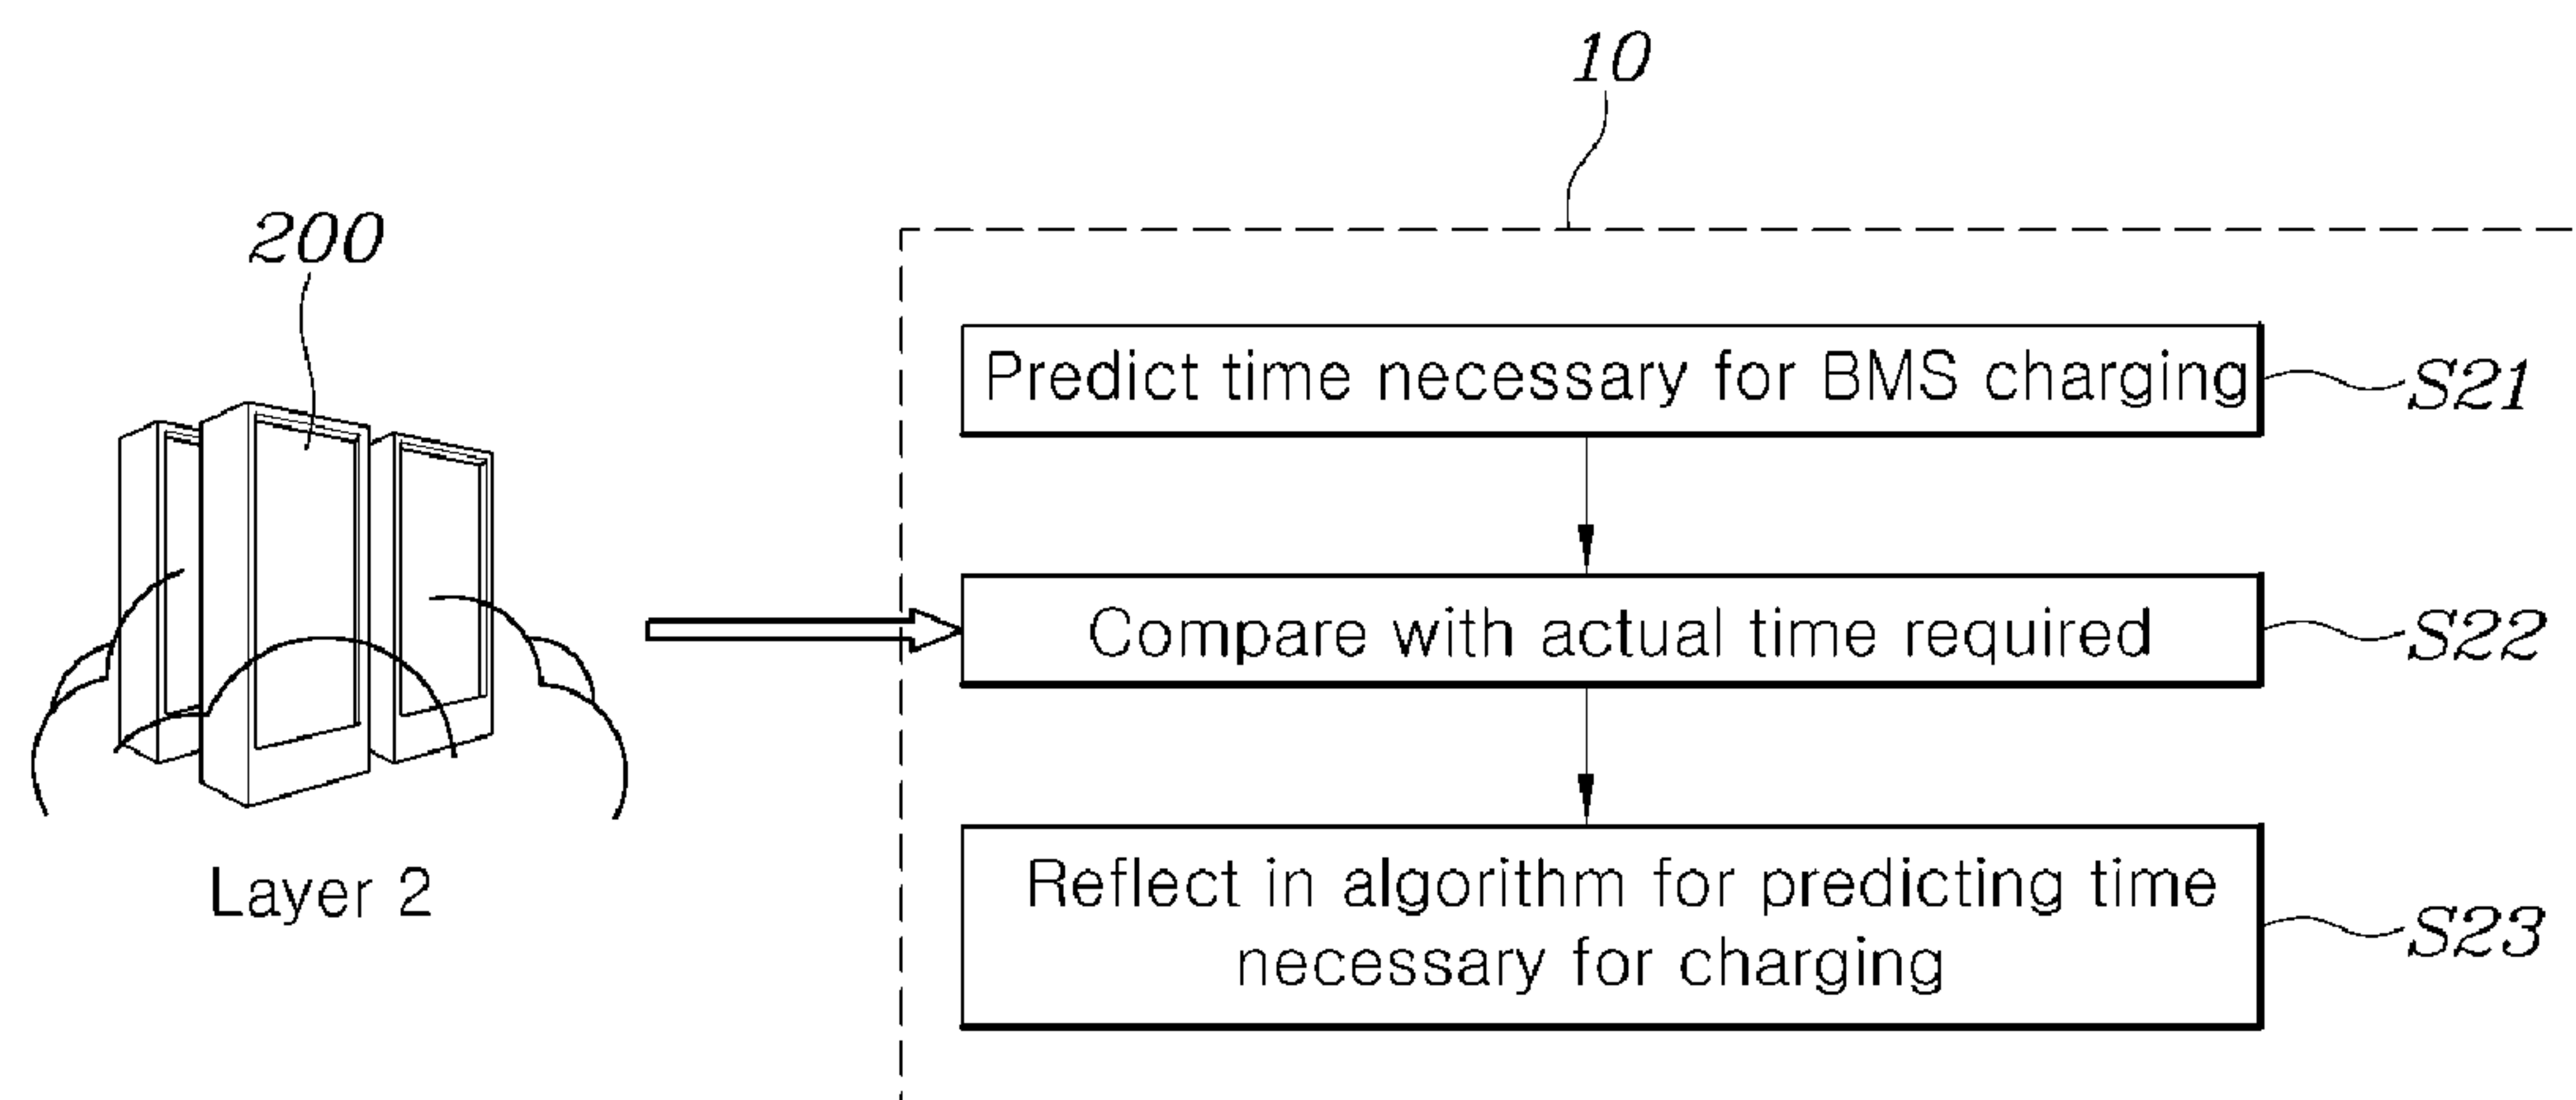 10
200
Predict time necessary for BMS charging
S21
Compare with actual time required
S22
Reflect in algorithm for predicting time
necessary for charging
S23
Layer 2